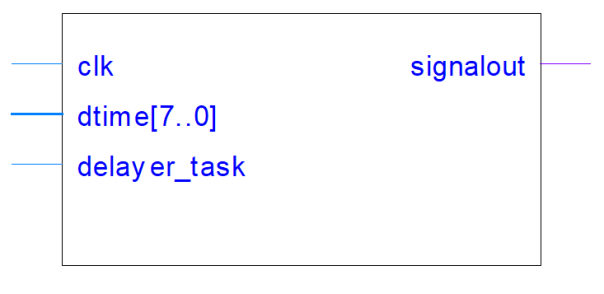 clk signalout
dtime[7..0]
delayer_task